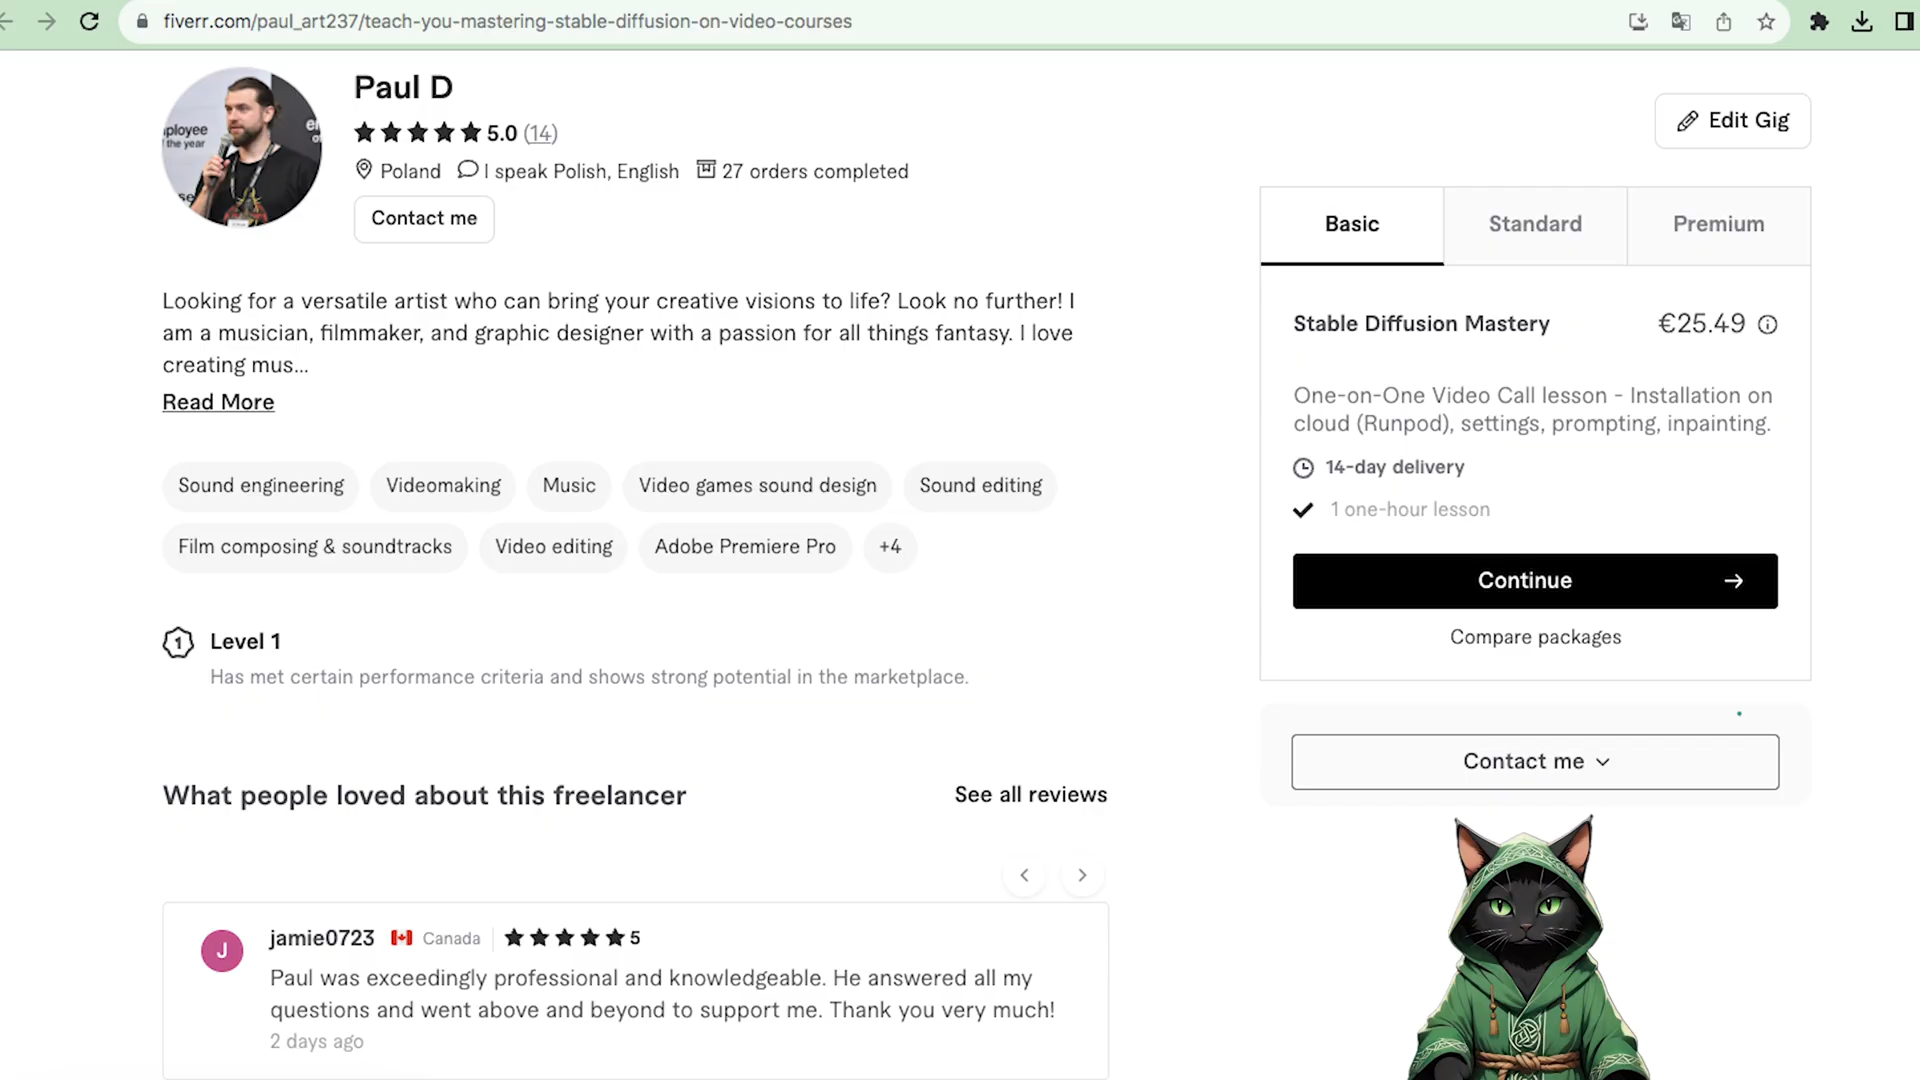 fiverr.com/paul_art237/teach-you-mastering-stable-diffusion-on-video-courses
ployee
the year
se
Paul D
5.0 (14)
Poland I speak Polish, English 27 orders completed
Contact me
Edit Gig
Looking for a versatile artist who can bring your creative visions to life? Look no further! I
am a musician, filmmaker, and graphic designer with a passion for all things fantasy. I love
creating mus...
Read More
Sound engineering Videomaking Music Video games sound design Sound editing
Film composing & soundtracks Video editing Adobe Premiere Pro +4
1 Level 1
Has met certain performance criteria and shows strong potential in the marketplace.
What people loved about this freelancer See all reviews
J jamie0723 Canada 5
Paul was exceedingly professional and knowledgeable. He answered all my
questions and went above and beyond to support me. Thank you very much!
2 days ago
Basic Standard Premium
Stable Diffusion Mastery €25.49
One-on-One Video Call lesson - Installation on
cloud (Runpod), settings, prompting, inpainting.
14-day delivery
1 one-hour lesson
Continue
Compare packages
Contact me